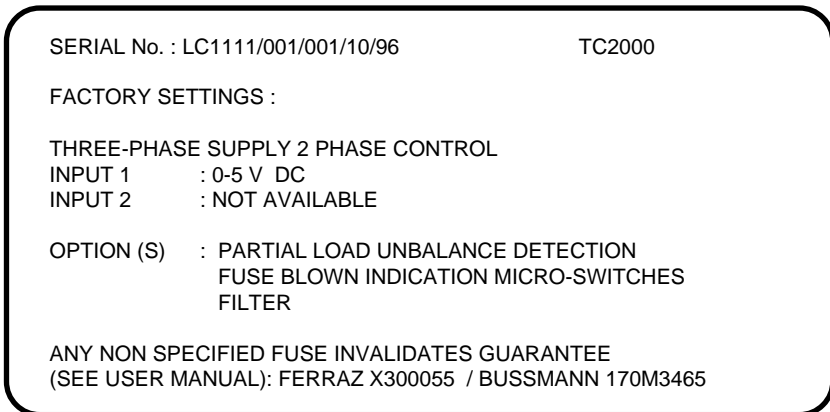 SERIAL No. : LC1111/001/001/10/96 TC2000
FACTORY SETTINGS :
THREE-PHASE SUPPLY 2 PHASE CONTROL
INPUT 1 : 0-5 V DC
INPUT 2 : NOT AVAILABLE
OPTION (S) : PARTIAL LOAD UNBALANCE DETECTION
FUSE BLOWN INDICATION MICRO-SWITCHES
FILTER
ANY NON SPECIFIED FUSE INVALIDATES GUARANTEE
(SEE USER MANUAL): FERRAZ X300055 / BUSSMANN 170M3465